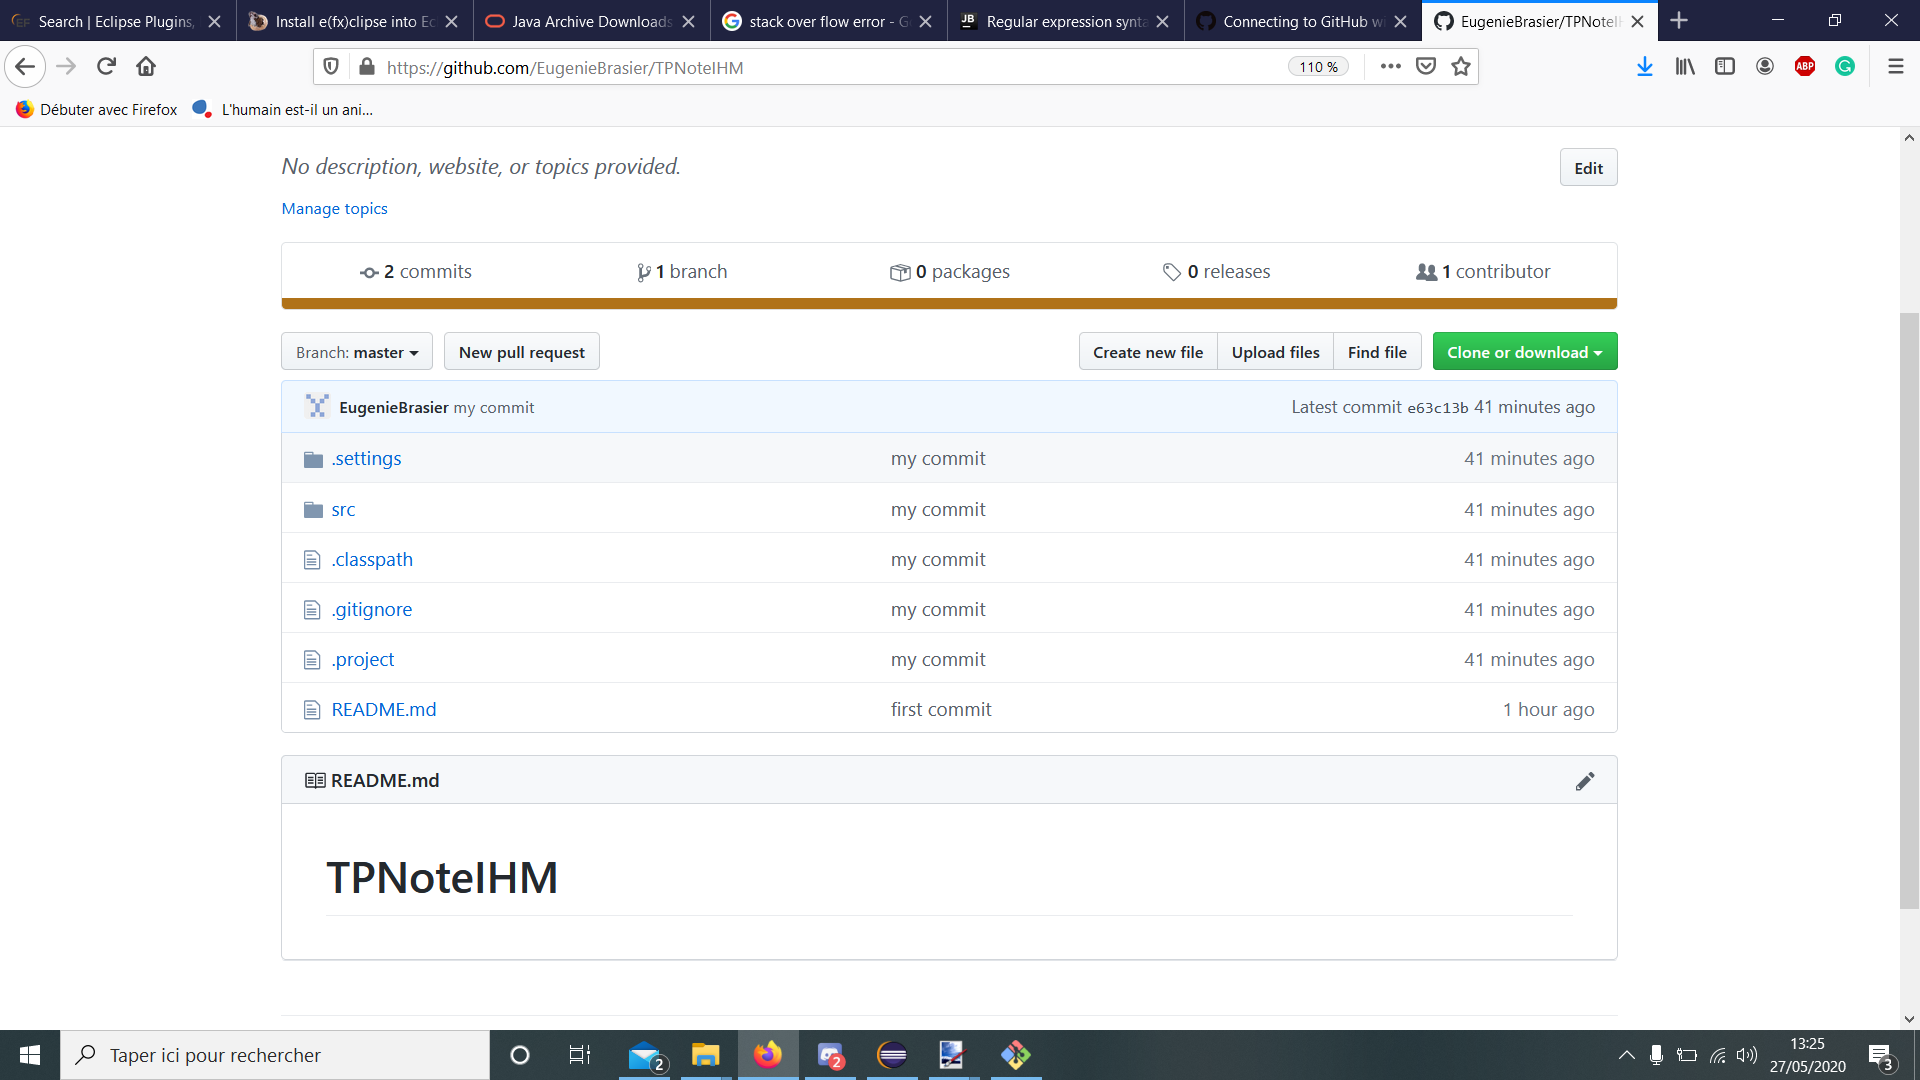 Search | Eclipse Plugins,
Install e(fx)clipse into Ec
Java Archive Downloads
stack over flow error - G
Regular expression synta
Connecting to GitHub wi
EugenieBrasier/TPNoteIH
https://github.com/EugenieBrasier/TPNoteIHM
110 %
ABP
Débuter avec Firefox
L'humain est-il un ani...
No description, website, or topics provided.
Edit
Manage topics
2 commits
1 branch
0 packages
0 releases
1 contributor
Branch: master
New pull request
Create new file
Upload files
Find file
Clone or download
EugenieBrasier my commit
Latest commit e63c13b 41 minutes ago
.settings
my commit
41 minutes ago
src
my commit
41 minutes ago
.classpath
my commit
41 minutes ago
.gitignore
my commit
41 minutes ago
.project
my commit
41 minutes ago
README.md
first commit
1 hour ago
README.md
TPNoteIHM
Taper ici pour rechercher
2
2
13:25
27/05/2020
3